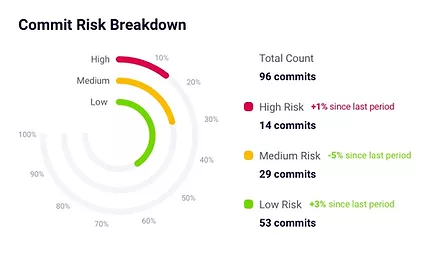 Commit Risk Breakdown
High
Medium
Low
10%
20%
30%
40%
60%
70%
80%
90%
100%
Total Count
96 commits
High Risk +1% since last period
14 commits
Medium Risk -5% since last period
29 commits
Low Risk +3% since last period
53 commits